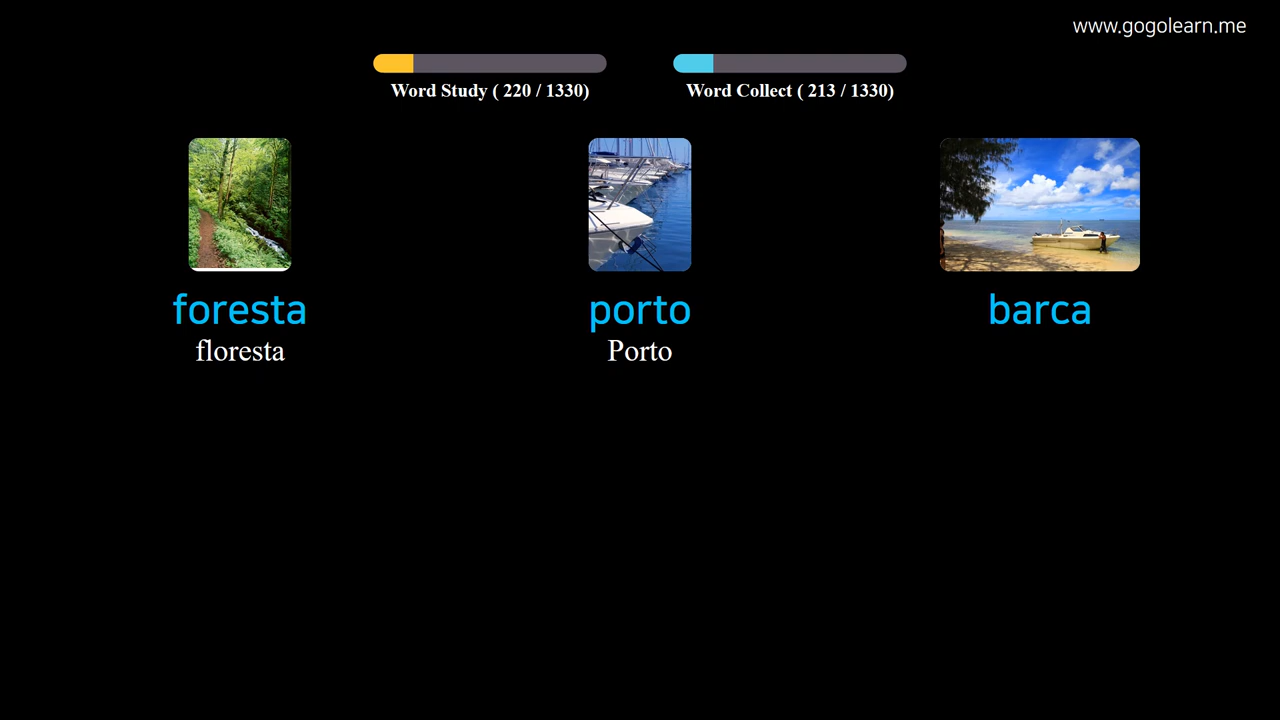 www.gogolearn.me
Word Study ( 220 / 1330)
Word Collect ( 213 / 1330)
foresta
porto
barca
floresta
Porto